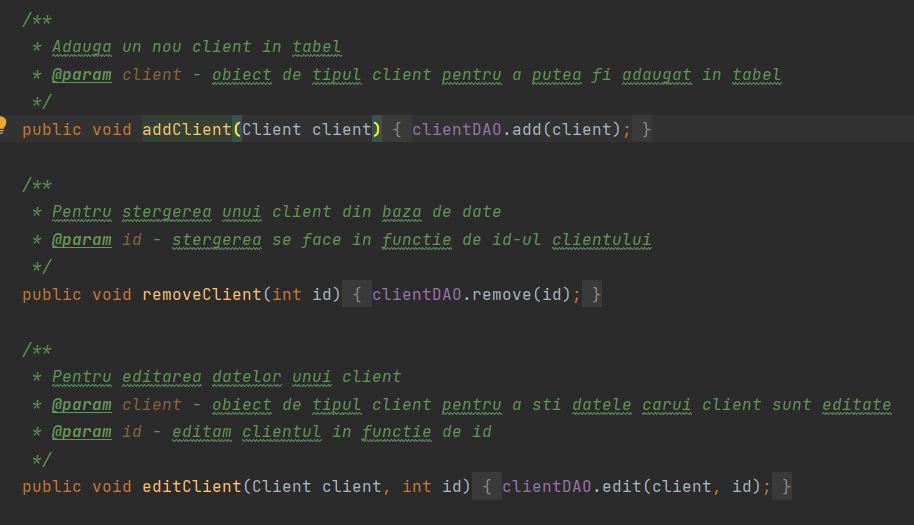 /**
 * Adauga un nou client in tabel
 * @param client - obiect de tipul client pentru a putea fi adaugat in tabel
 */
public void addClient(Client client) { clientDAO.add(client); }
/**
 * Pentru stergerea unui client din baza de date
 * @param id - stergerea se face in functie de id-ul clientului
 */
public void removeClient(int id) { clientDAO.remove(id); }
/**
 * Pentru editarea datelor unui client
 * @param client - obiect de tipul client pentru a sti datele carui client sunt editate
 * @param id - editam clientul in functie de id
 */
public void editClient(Client client, int id) { clientDAO.edit(client, id); }